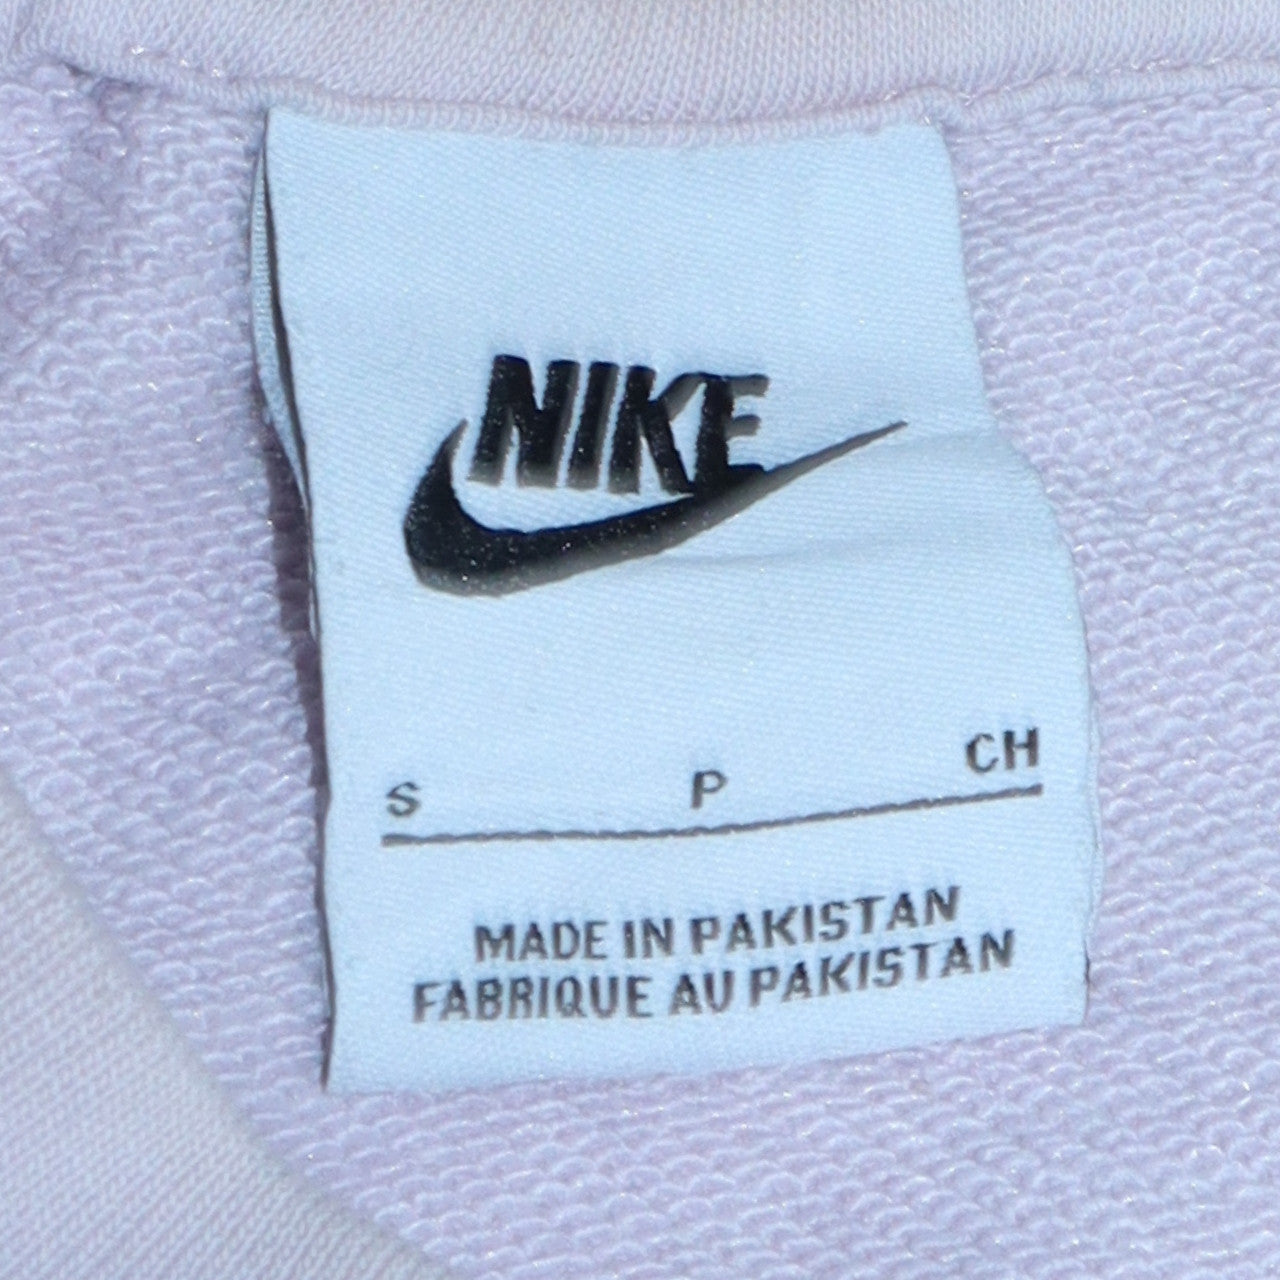 NIKE
S P CH
MADE IN PAKISTAN
FABRIQUE AU PAKISTAN